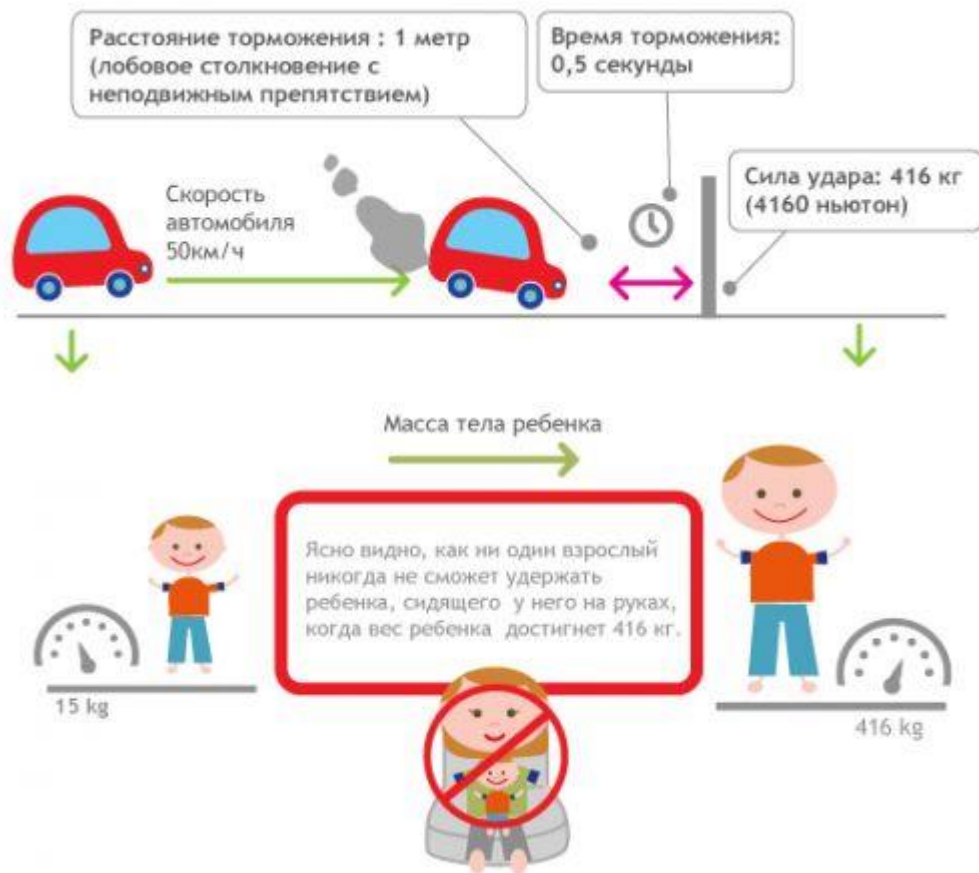 Расстояние торможения : 1 метр
(лобовое столкновение с
неподвижным препятствием)
Время торможения:
0,5 секунды
Сила удара: 416 кг
(4160 ньютон)
Скорость
автомобиля
50км/ч
Масса тела ребенка
Ясно видно, как ни один взрослый
никогда не сможет удержать
ребенка, сидящего у него на руках,
когда вес ребенка достигнет 416 кг.
15 kg
416 kg